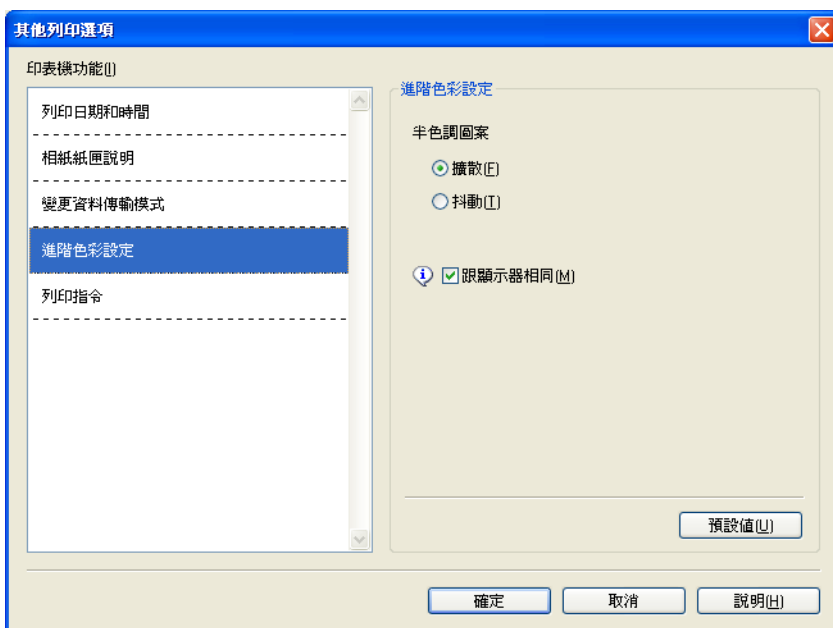 其他列印選項
印表機功能(I)
列印日期和時間
相紙紙匣說明
變更資料傳輸模式
進階色彩設定
列印指令
進階色彩設定
半色調圖案
擴散(F)
抖動(T)
跟顯示器相同(M)
預設值(U)
確定
取消
說明(H)